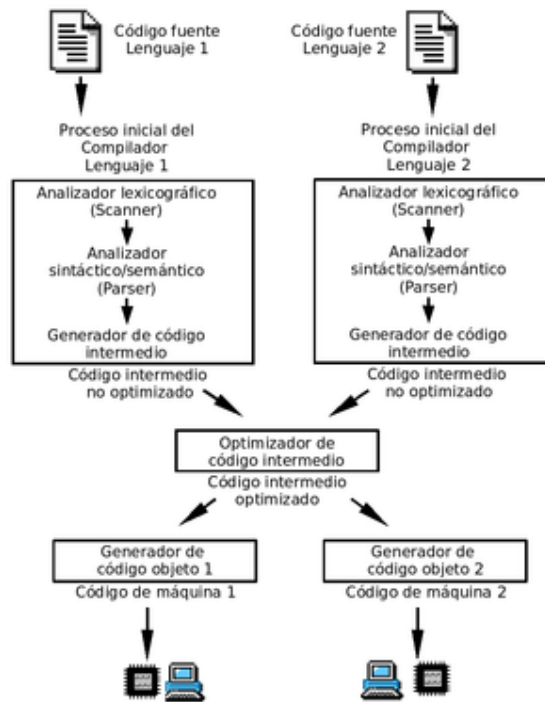 Código fuente
Lenguaje 1
Código fuente
Lenguaje 2
Proceso inicial del
Compilador
Lenguaje 1
Proceso inicial del
Compilador
Lenguaje 2
Analizador lexicográfico
(Scanner)
Analizador
sintáctico/semántico
(Parser)
Generador de código
intermedio
Analizador lexicográfico
(Scanner)
Analizador
sintáctico/semántico
(Parser)
Generador de código
intermedio
Código intermedio
no optimizado
Código intermedio
no optimizado
Optimizador de
código intermedio
Código intermedio
optimizado
Generador de
código objeto 1
Generador de
código objeto 2
Código de máquina 1
Código de máquina 2